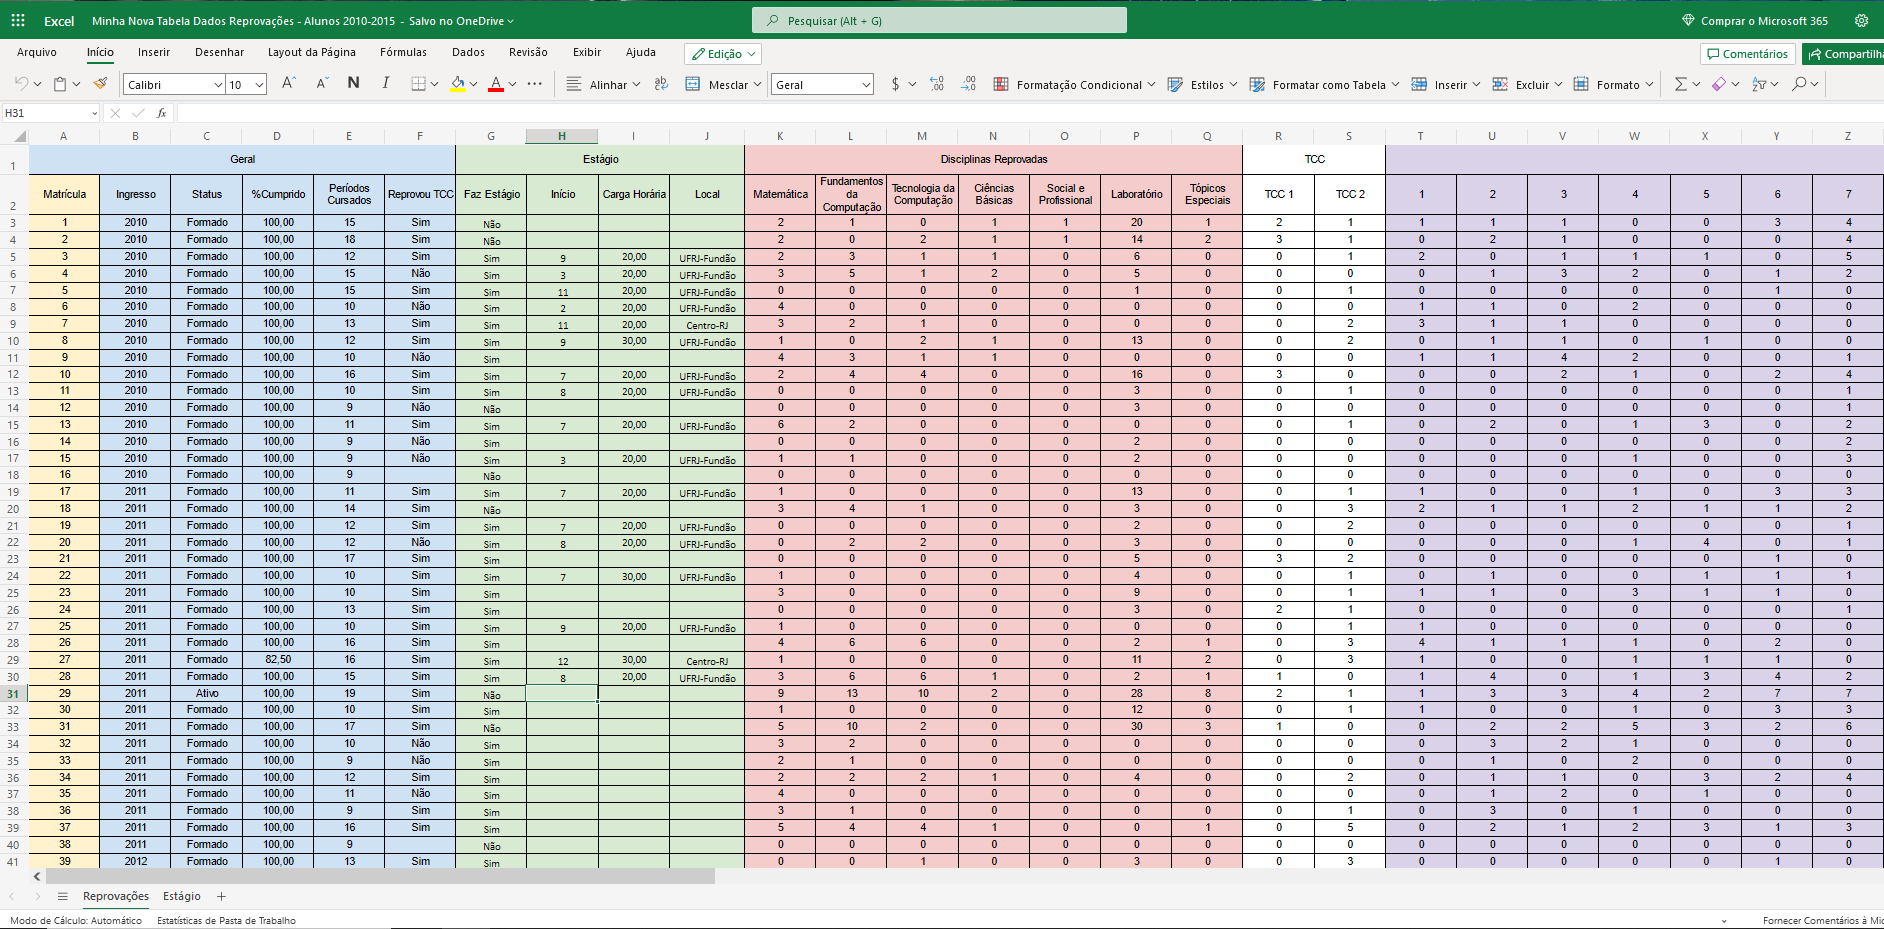 Excel Minha Nova Tabela Dados Reprovações - Alunos 2010-2015 - Salvo no OneDrive Pesquisar (Alt + G) Comprar o Microsoft 365
Arquivo Início Inserir Desenhar Layout da Página Fórmulas Dados Revisão Exibir Ajuda Edição Comentários Compartilha
Calibri 10 A A N I A ... Alinhar ab Mesclar Geral $ Formatação Condicional Estilos Formatar como Tabela Inserir Excluir Formato
H31 fx
A B C D E F G H I J K L M N O P Q R S T U V W X Y Z
1 Geral Estágio Disciplinas Reprovadas TCC
2 Matrícula Ingresso Status %Cumprido Períodos Cursados Reprovou TCC Faz Estágio Início Carga Horária Local Matemática Fundamentos da Computação Tecnologia da Computação Ciências Básicas Social e Profissional Laboratório Tópicos Especiais TCC 1 TCC 2 1 2 3 4 5 6 7
3 1 2010 Formado 100,00 15 Sim Não 2 1 0 1 1 20 1 2 1 1 1 1 0 0 3 4
4 2 2010 Formado 100,00 18 Sim Não 2 0 2 1 1 14 2 3 1 0 2 1 0 0 0 4
5 3 2010 Formado 100,00 12 Sim Sim 9 20,00 UFRJ-Fundão 2 3 1 1 0 6 0 0 1 2 0 1 1 1 0 5
6 4 2010 Formado 100,00 15 Não Sim 3 20,00 UFRJ-Fundão 3 5 1 2 0 5 0 0 0 0 1 3 2 0 1 2
7 5 2010 Formado 100,00 15 Sim Sim 11 20,00 UFRJ-Fundão 0 0 0 0 0 1 0 0 1 0 0 0 0 0 1 0
8 6 2010 Formado 100,00 10 Não Sim 2 20,00 UFRJ-Fundão 4 0 0 0 0 0 0 0 0 1 1 0 2 0 0 0
9 7 2010 Formado 100,00 13 Sim Sim 11 20,00 Centro-RJ 3 2 1 0 0 0 0 0 2 3 1 1 0 0 0 0
10 8 2010 Formado 100,00 12 Sim Sim 9 30,00 UFRJ-Fundão 1 0 2 1 0 13 0 0 2 0 1 1 0 1 0 0
11 9 2010 Formado 100,00 10 Não Sim 4 3 1 1 0 0 0 0 0 1 1 4 2 0 0 1
12 10 2010 Formado 100,00 16 Sim Sim 7 20,00 UFRJ-Fundão 2 4 4 0 0 16 0 3 0 0 0 2 1 0 2 4
13 11 2010 Formado 100,00 10 Sim Sim 8 20,00 UFRJ-Fundão 0 0 0 0 0 3 0 0 1 0 0 0 0 0 0 1
14 12 2010 Formado 100,00 9 Não Não 0 0 0 0 0 3 0 0 0 0 0 0 0 0 0 1
15 13 2010 Formado 100,00 11 Sim Sim 7 20,00 UFRJ-Fundão 6 2 0 0 0 0 0 0 1 0 2 0 1 3 0 2
16 14 2010 Formado 100,00 9 Não Sim 0 0 0 0 0 2 0 0 0 0 0 0 0 0 0 2
17 15 2010 Formado 100,00 9 Não Sim 3 20,00 UFRJ-Fundão 1 1 0 0 0 2 0 0 0 0 0 0 1 0 0 3
18 16 2010 Formado 100,00 9 Não 0 0 0 0 0 0 0 0 0 0 0 0 0 0 0 0
19 17 2011 Formado 100,00 11 Sim Sim 7 20,00 UFRJ-Fundão 1 0 0 0 0 13 0 0 1 1 0 0 1 0 3 3
20 18 2011 Formado 100,00 14 Sim Não 3 4 1 0 0 3 0 0 3 2 1 1 2 1 1 2
21 19 2011 Formado 100,00 12 Sim Sim 7 20,00 UFRJ-Fundão 0 0 0 0 0 2 0 0 2 0 0 0 0 0 0 1
22 20 2011 Formado 100,00 12 Não Sim 8 20,00 UFRJ-Fundão 0 2 2 0 0 3 0 0 0 0 0 0 1 4 0 1
23 21 2011 Formado 100,00 17 Sim Sim 0 0 0 0 0 5 0 3 2 0 0 0 0 0 1 0
24 22 2011 Formado 100,00 10 Sim Sim 7 30,00 UFRJ-Fundão 1 0 0 0 0 4 0 0 1 0 1 0 0 1 1 1
25 23 2011 Formado 100,00 10 Sim Sim 3 0 0 0 0 9 0 0 1 1 1 0 3 1 1 0
26 24 2011 Formado 100,00 13 Sim Sim 0 0 0 0 0 3 0 2 1 0 0 0 0 0 0 1
27 25 2011 Formado 100,00 10 Sim Sim 9 20,00 UFRJ-Fundão 1 0 0 0 0 0 0 0 1 1 0 0 0 0 0 0
28 26 2011 Formado 100,00 16 Sim Sim 4 6 6 0 0 2 1 0 3 4 1 1 1 0 2 0
29 27 2011 Formado 82,50 16 Sim Sim 12 30,00 Centro-RJ 1 0 0 0 0 11 2 0 3 1 0 0 1 1 1 0
30 28 2011 Formado 100,00 15 Sim Sim 8 20,00 UFRJ-Fundão 3 6 6 1 0 2 1 1 0 1 4 0 1 3 4 2
31 29 2011 Ativo 100,00 19 Sim Não 9 13 10 2 0 28 8 2 1 1 3 3 4 2 7 7
32 30 2011 Formado 100,00 10 Sim Sim 1 0 0 0 0 12 0 0 1 1 0 0 1 0 3 3
33 31 2011 Formado 100,00 17 Sim Não 5 10 2 0 0 30 3 1 0 0 2 2 5 3 2 6
34 32 2011 Formado 100,00 10 Não Sim 3 2 0 0 0 0 0 0 0 0 3 2 1 0 0 0
35 33 2011 Formado 100,00 9 Não Sim 2 1 0 0 0 0 0 0 0 0 1 0 2 0 0 0
36 34 2011 Formado 100,00 12 Sim Sim 2 2 2 1 0 4 0 0 2 0 1 1 0 3 2 4
37 35 2011 Formado 100,00 11 Não Sim 4 0 0 0 0 0 0 0 0 0 1 2 0 1 0 0
38 36 2011 Formado 100,00 9 Sim Sim 3 1 0 0 0 0 0 0 1 0 3 0 1 0 0 0
39 37 2011 Formado 100,00 16 Sim Sim 5 4 4 1 0 0 1 0 5 0 2 1 2 3 1 3
40 38 2011 Formado 100,00 9 Não 0 0 0 0 0 0 0 0 0 0 0 0 0 0 0 0
41 39 2012 Formado 100,00 13 Sim Sim 0 0 1 0 0 3 0 0 3 0 0 0 0 0 1 0
Reprovações Estágio +
Modo de Cálculo: Automático Estatísticas de Pasta de Trabalho Fornecer Comentários à Mic